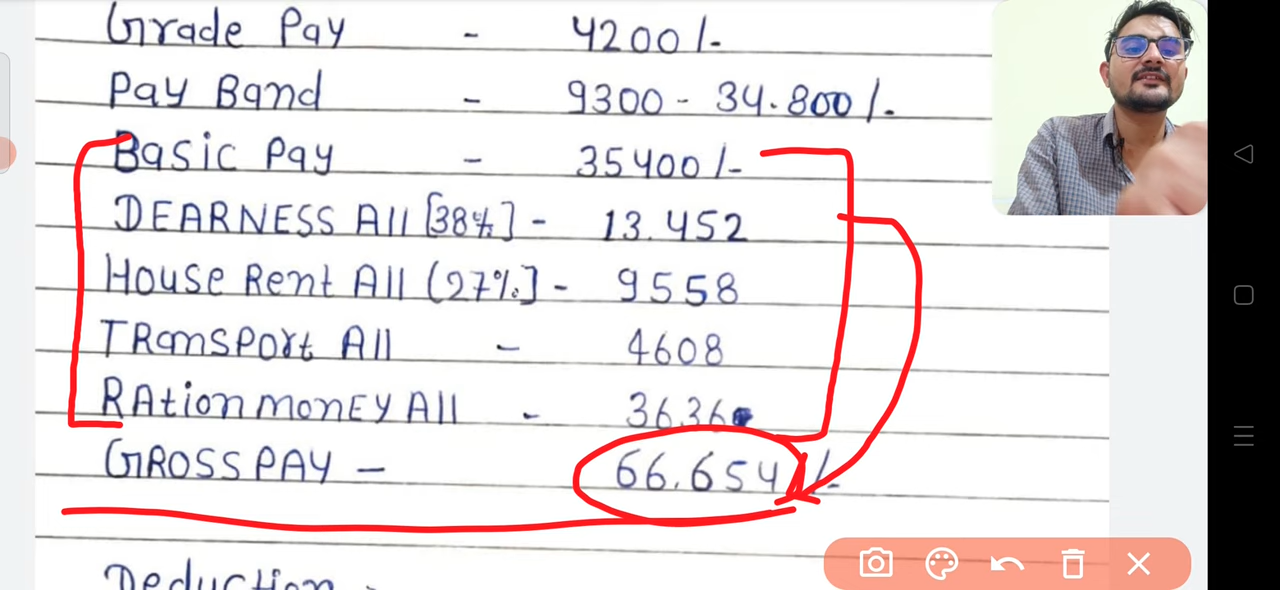 Grade Pay - 4200/-
Pay Band - 9300 - 34.800/-
Basic Pay - 35400/-
DEARNESS All [38%] - 13.452
House Rent All (27%] - 9558
TRansport All - 4608
RAtion monEy All - 3636
GROSS PAY - 66.654/-
Deduction -